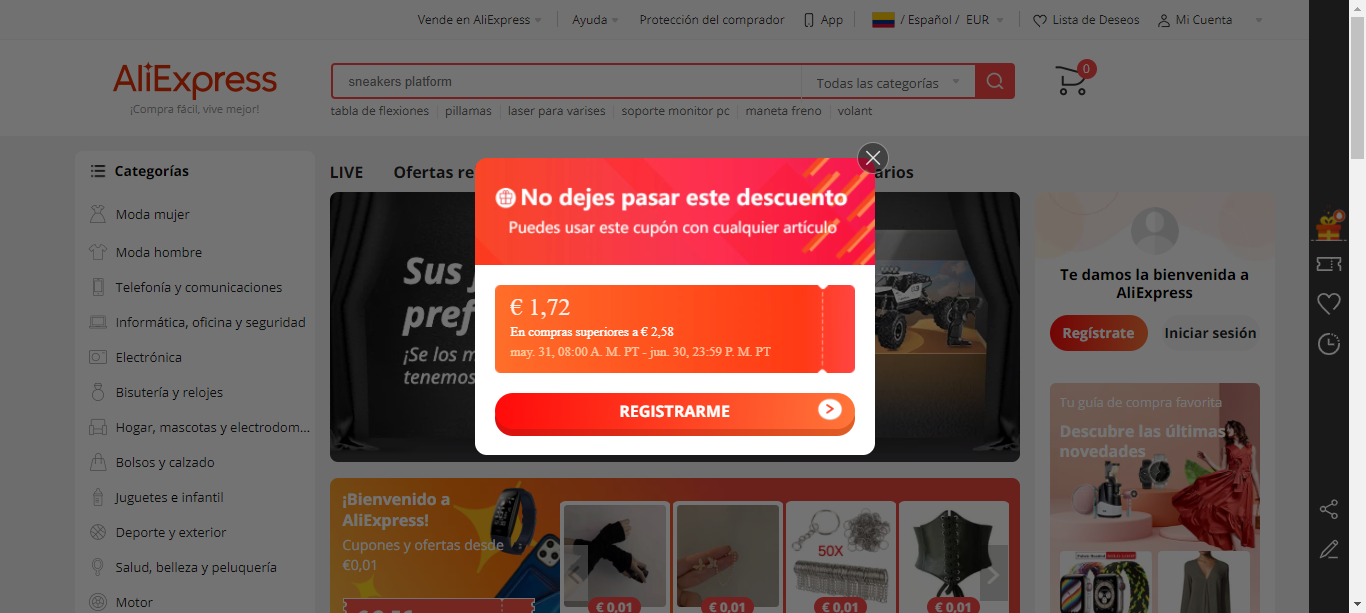 Vende en AliExpress
Ayuda
Protección del comprador
App
/ Español / EUR
Lista de Deseos
Mi Cuenta
AliExpress
¡Compra fácil, vive mejor!
sneakers platform
Todas las categorías
0
tabla de flexiones
pillamas
laser para varises
soporte monitor pc
maneta freno
volant
Categorías
Moda mujer
Moda hombre
Telefonía y comunicaciones
Informática, oficina y seguridad
Electrónica
Bisutería y relojes
Hogar, mascotas y electrodom...
Bolsos y calzado
Juguetes e infantil
Deporte y exterior
Salud, belleza y peluquería
Motor
LIVE
Ofertas re
arios
Sus
pref
¡Se los m
tenemos
No dejes pasar este descuento
Puedes usar este cupón con cualquier artículo
€ 1,72
En compras superiores a € 2,58
may. 31, 08:00 A. M. PT - jun. 30, 23:59 P. M. PT
REGISTRARME
¡Bienvenido a
AliExpress!
Cupones y ofertas desde
€0,01
50X
€ 0,01
€ 0,01
€ 0,01
€ 0,01
Te damos la bienvenida a
AliExpress
Regístrate
Iniciar sesión
Tu guía de compra favorita
Descubre las últimas
novedades